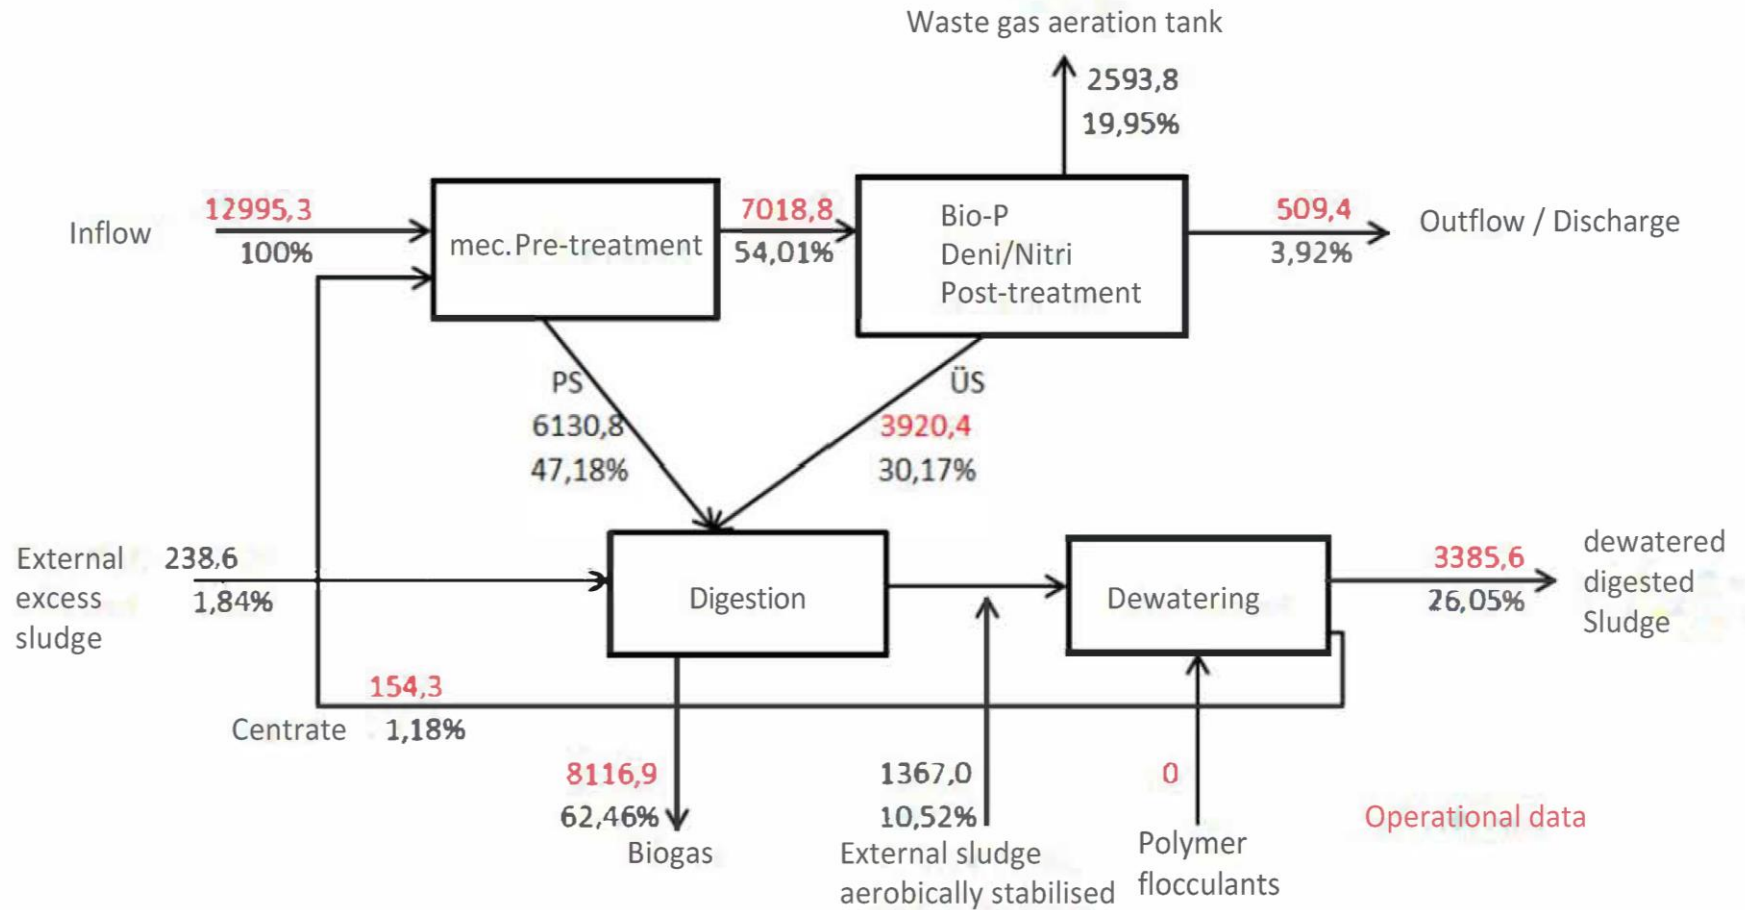 Waste gas aeration tank
2593,8
19,95%
Inflow
12995,3
100%
mec.Pre-treatment
7018,8
54,01%
Bio-P
Deni/Nitri
Post-treatment
509,4
3,92%
Outflow / Discharge
PS
6130,8
47,18%
ÜS
3920,4
30,17%
External
excess
sludge
238,6
1,84%
Digestion
Dewatering
3385,6
26,05%
dewatered
digested
Sludge
154,3
Centrate 1,18%
8116,9
62,46%
Biogas
1367,0
10,52%
External sludge
aerobically stabilised
0
Polymer
flocculants
Operational data